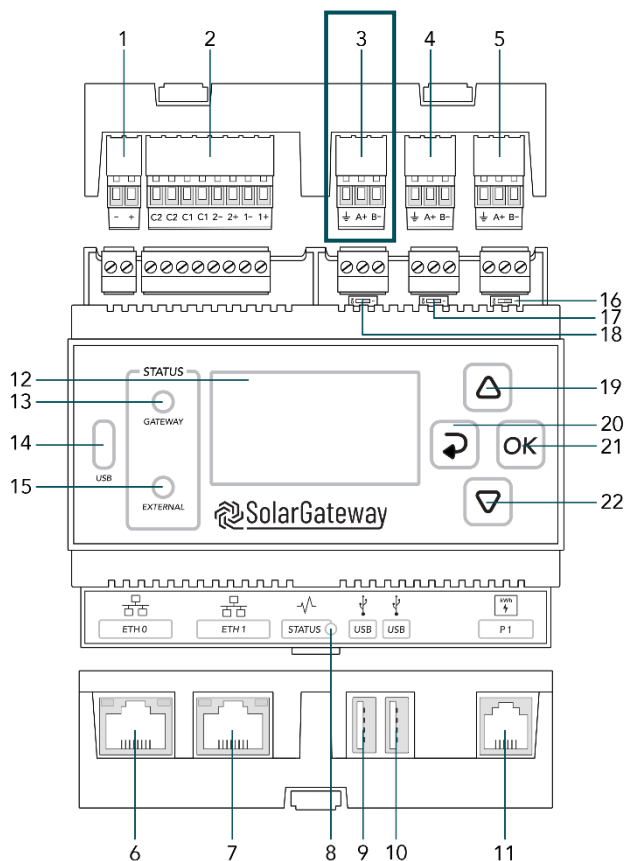 1 2 3 4 5
- + C2 C2 C1 C1 2- 2+ 1- 1+ ⏚ A+ B- ⏚ A+ B- ⏚ A+ B-
16
17
18
12 STATUS 19
13 GATEWAY
20
14 OK 21
USB
15 EXTERNAL 22
SolarGateway
kWh
ETH 0 ETH 1 STATUS USB USB P 1
6 7 8 9 10 11